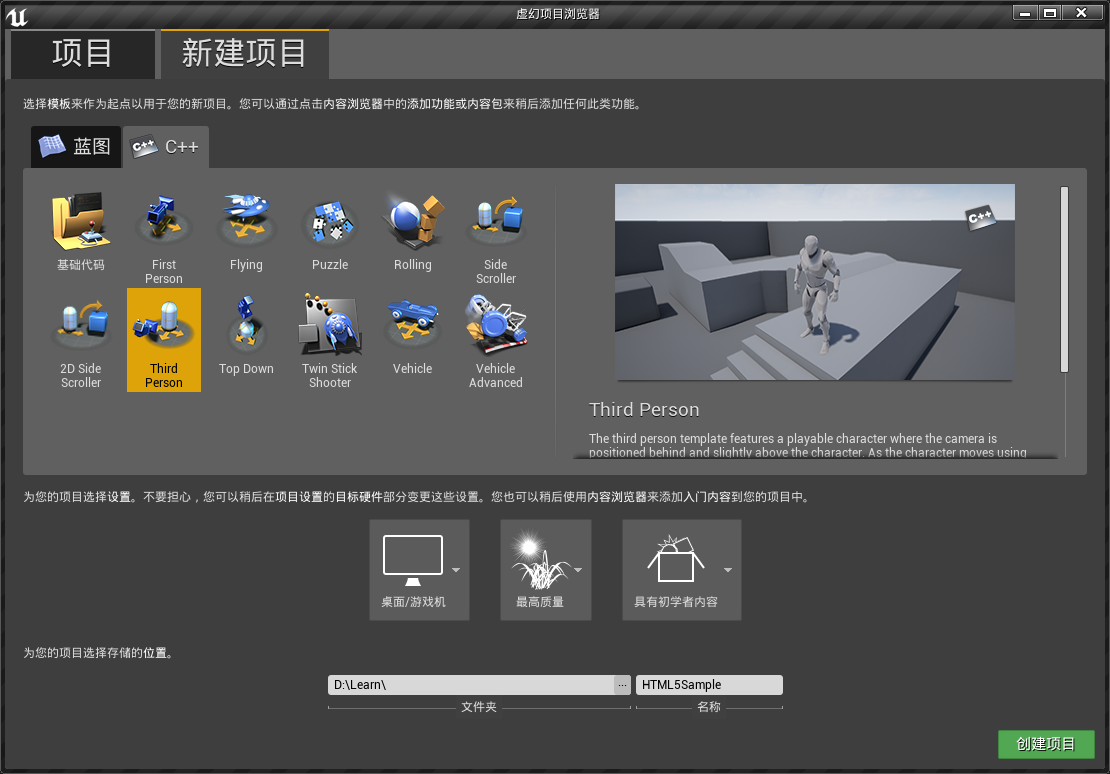 虚幻项目浏览器
项目
新建项目
选择模板来作为起点以用于您的新项目。您可以通过点击内容浏览器中的添加功能或内容包来稍后添加任何此类功能。
蓝图
C++
C++
C++
基础代码
First Person
Flying
Puzzle
Rolling
Side Scroller
2D Side Scroller
Third Person
Top Down
Twin Stick Shooter
Vehicle
Vehicle Advanced
Third Person
The third person template features a playable character where the camera is
positioned behind and slightly above the character. As the character moves using
为您的项目选择设置。不要担心，您可以稍后在项目设置的目标硬件部分变更这些设置。您也可以稍后使用内容浏览器来添加入门内容到您的项目中。
桌面/游戏机
最高质量
具有初学者内容
为您的项目选择存储的位置。
D:\Learn\
...
HTML5Sample
文件夹
名称
创建项目